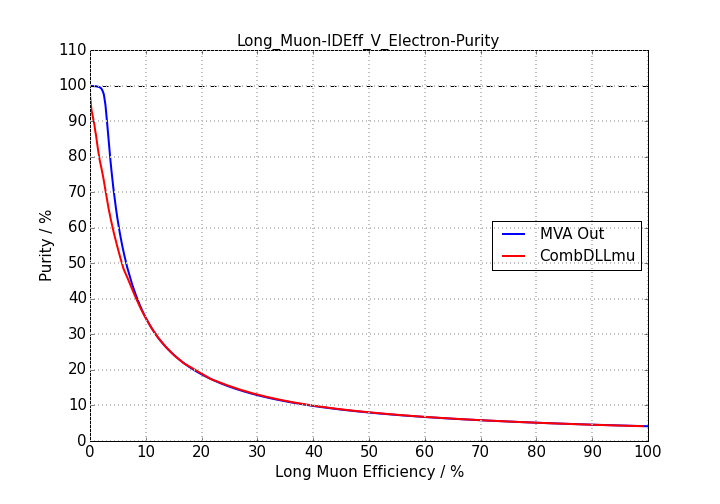 Long_Muon-IDEff_V_Electron-Purity
110
100
90
80
70
60
50
40
30
20
10
0
Purity / %
MVA Out
CombDLLmu
0 10 20 30 40 50 60 70 80 90 100
Long Muon Efficiency / %